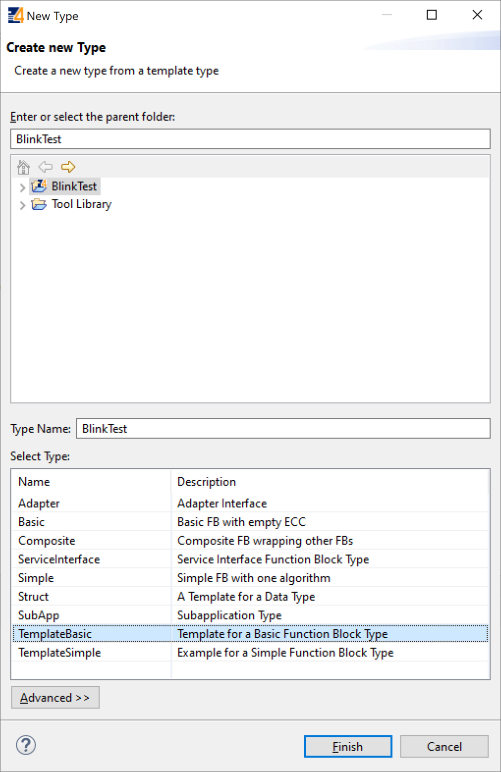 New Type
Create new Type
Create a new type from a template type
Enter or select the parent folder:
BlinkTest
BlinkTest
Tool Library
Type Name: BlinkTest
Select Type:
Name Description
Adapter Adapter Interface
Basic Basic FB with empty ECC
Composite Composite FB wrapping other FBs
ServiceInterface Service Interface Function Block Type
Simple Simple FB with one algorithm
Struct A Template for a Data Type
SubApp Subapplication Type
TemplateBasic Template for a Basic Function Block Type
TemplateSimple Example for a Simple Function Block Type
Advanced >>
? Finish Cancel